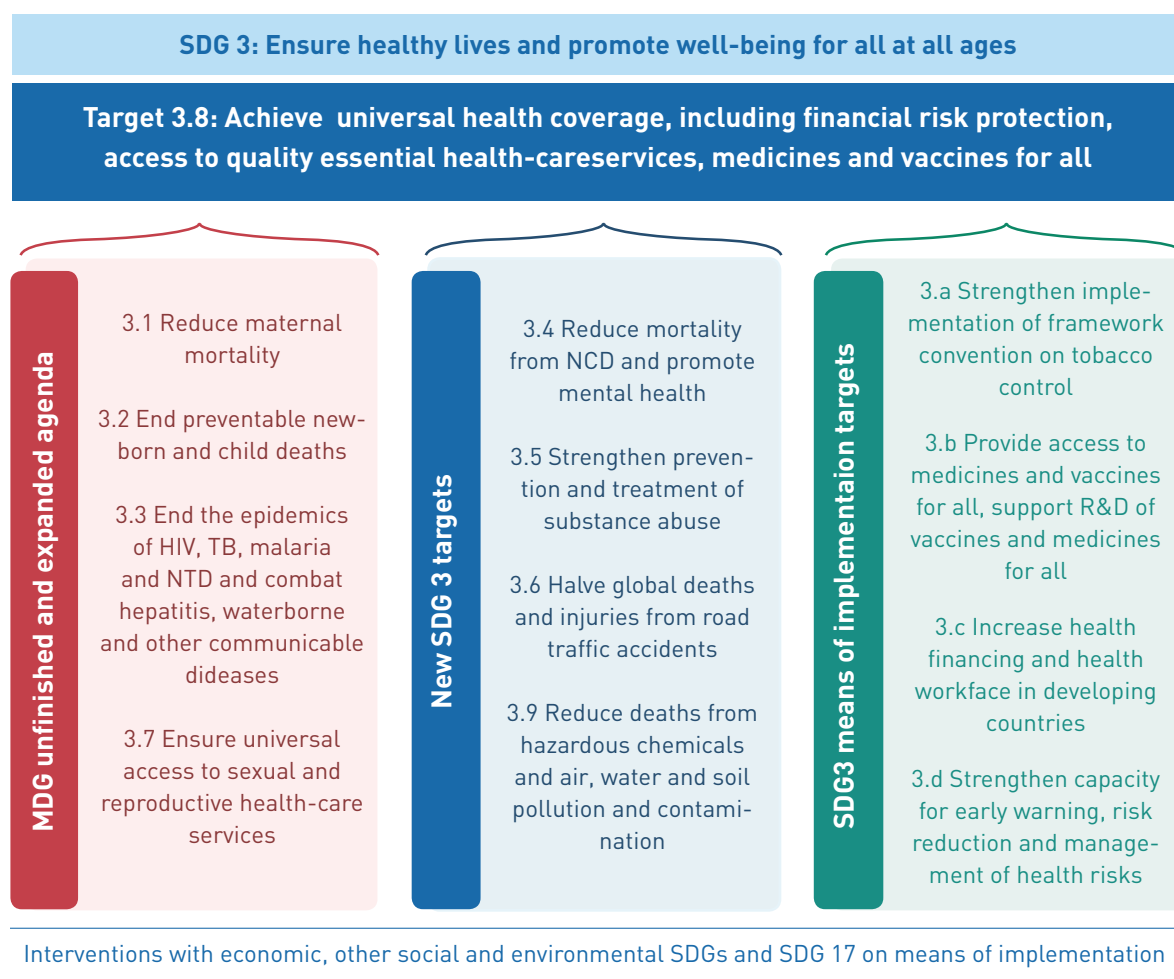 SDG 3: Ensure healthy lives and promote well-being for all at all ages
Target 3.8: Achieve universal health coverage, including financial risk protection,
access to quality essential health-careservices, medicines and vaccines for all
MDG unfinished and expanded agenda
3.1 Reduce maternal
mortality
3.2 End preventable new-
born and child deaths
3.3 End the epidemics
of HIV, TB, malaria
and NTD and combat
hepatitis, waterborne
and other communicable
dideases
3.7 Ensure universal
access to sexual and
reproductive health-care
services
New SDG 3 targets
3.4 Reduce mortality
from NCD and promote
mental health
3.5 Strengthen preven-
tion and treatment of
substance abuse
3.6 Halve global deaths
and injuries from road
traffic accidents
3.9 Reduce deaths from
hazardous chemicals
and air, water and soil
pollution and contami-
nation
SDG3 means of implementaion targets
3.a Strengthen imple-
mentation of framework
convention on tobacco
control
3.b Provide access to
medicines and vaccines
for all, support R&D of
vaccines and medicines
for all
3.c Increase health
financing and health
workface in developing
countries
3.d Strengthen capacity
for early warning, risk
reduction and manage-
ment of health risks
Interventions with economic, other social and environmental SDGs and SDG 17 on means of implementation